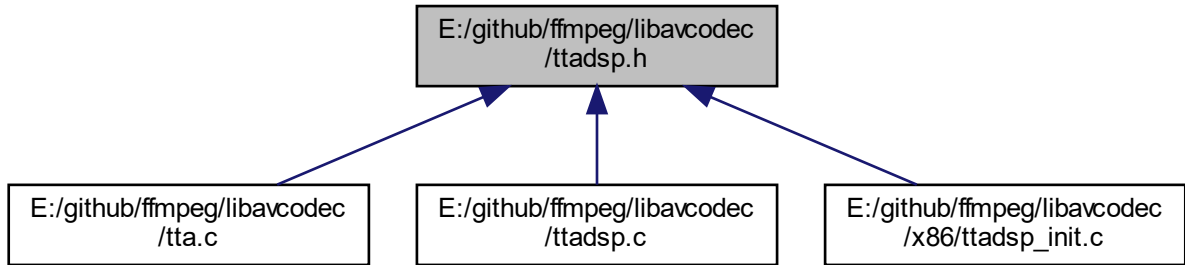 E:/github/ffmpeg/libavcodec
/ttadsp.h
E:/github/ffmpeg/libavcodec
/tta.c
E:/github/ffmpeg/libavcodec
/ttadsp.c
E:/github/ffmpeg/libavcodec
/x86/ttadsp_init.c